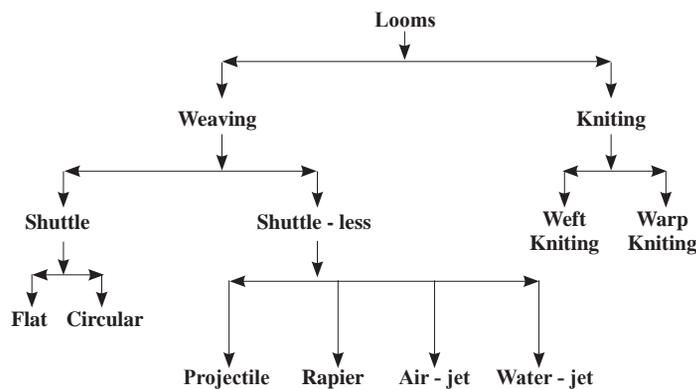 Looms
Weaving
Kniting
Shuttle
Shuttle - less
Weft
Kniting
Warp
Kniting
Flat
Circular
Projectile
Rapier
Air - jet
Water - jet